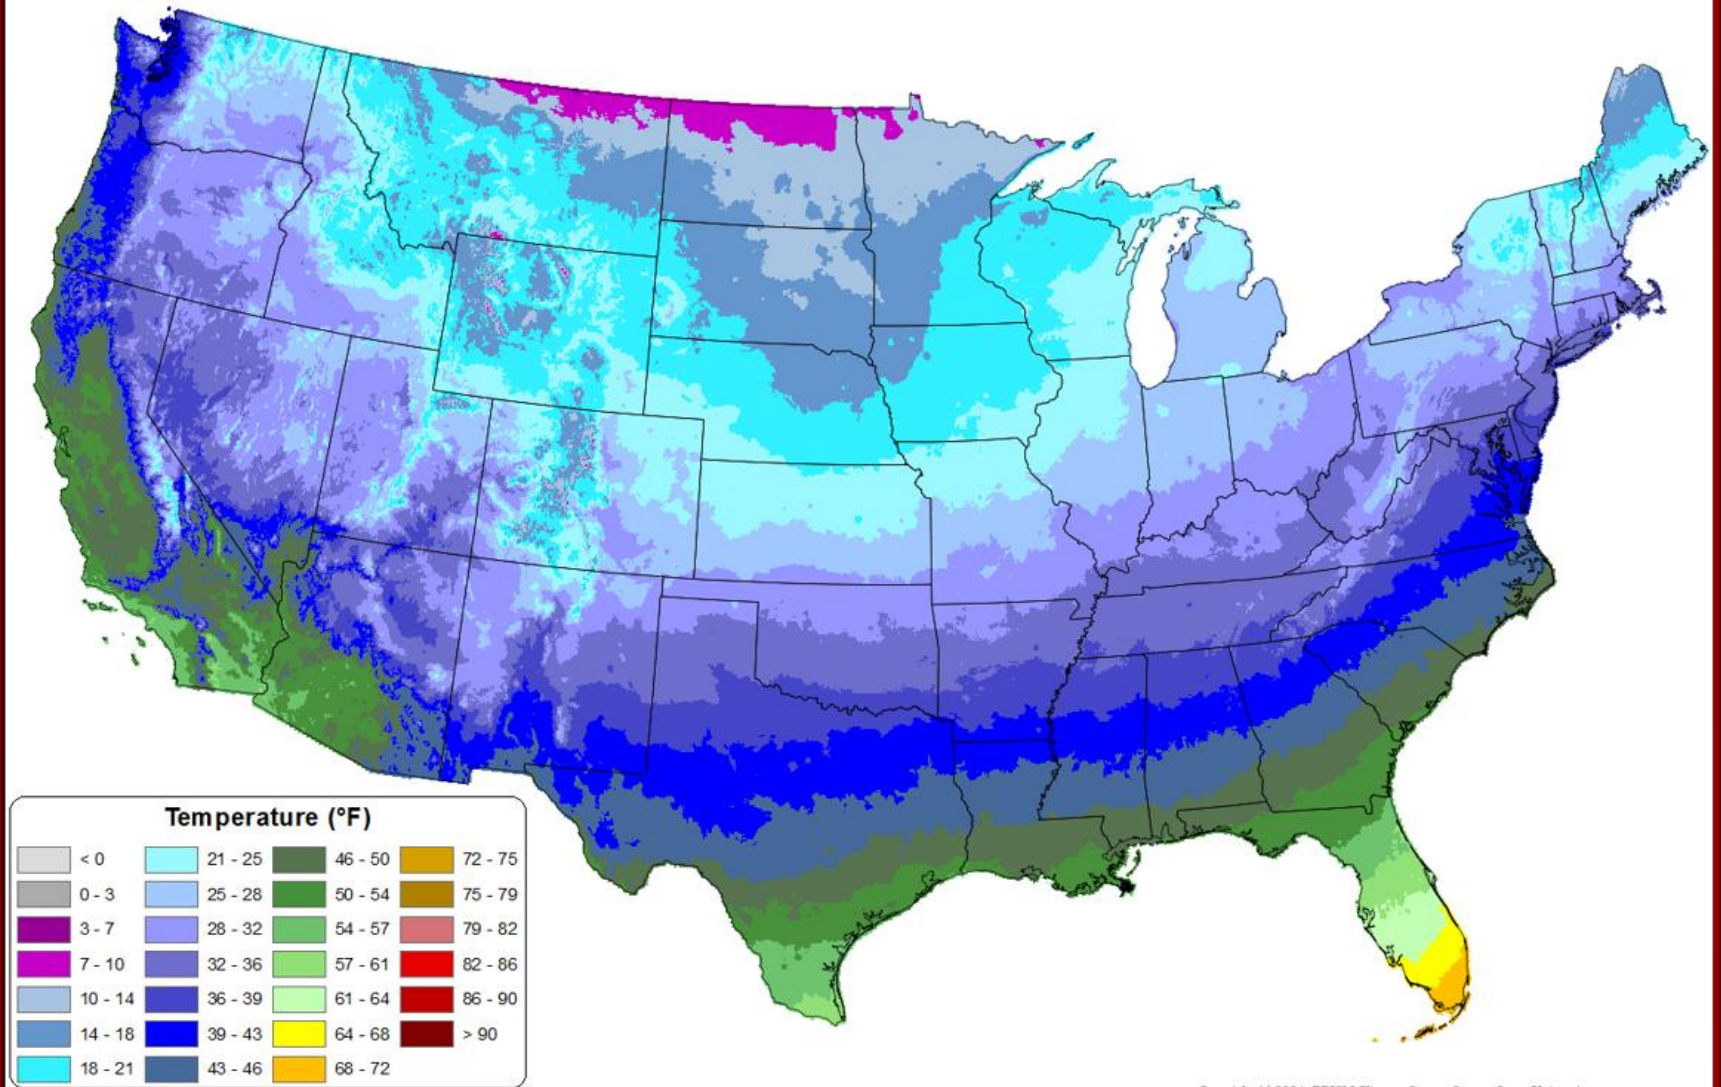 Temperature (°F)
< 0 21 - 25 46 - 50 72 - 75
0 - 3 25 - 28 50 - 54 75 - 79
3 - 7 28 - 32 54 - 57 79 - 82
7 - 10 32 - 36 57 - 61 82 - 86
10 - 14 36 - 39 61 - 64 86 - 90
14 - 18 39 - 43 64 - 68 > 90
18 - 21 43 - 46 68 - 72